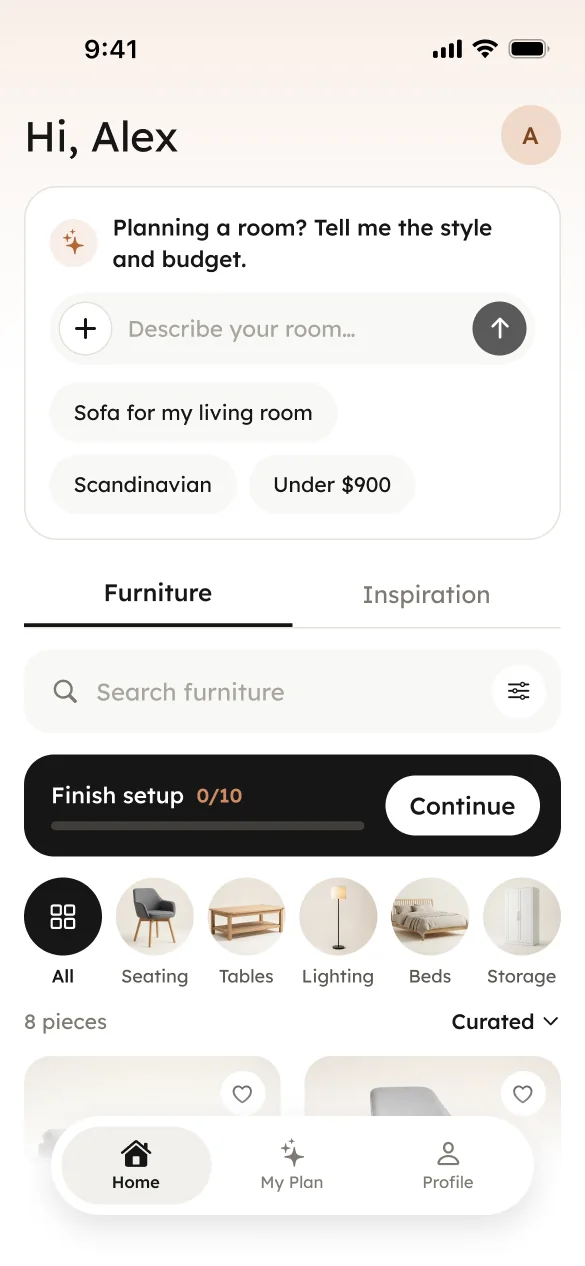 9:41
Hi, Alex
A
Planning a room? Tell me the style
and budget.
Describe your room…
Sofa for my living room
Scandinavian
Under $900
Furniture
Inspiration
Search furniture
Finish setup 0/10
Continue
All
Seating
Tables
Lighting
Beds
Storage
8 pieces
Curated
Home
My Plan
Profile